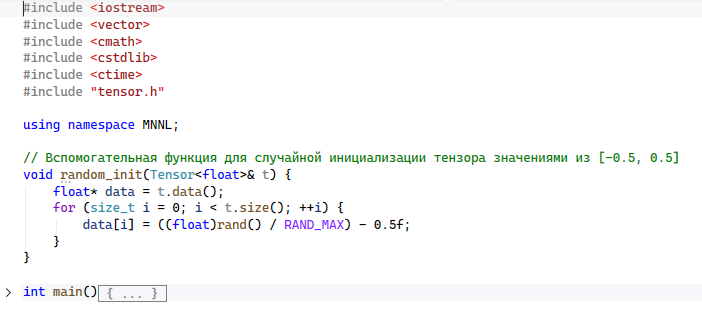 #include <iostream>
#include <vector>
#include <cmath>
#include <cstdlib>
#include <ctime>
#include "tensor.h"
using namespace MNNL;
// Вспомогательная функция для случайной инициализации тензора значениями из [-0.5, 0.5]
void random_init(Tensor<float>& t) {
    float* data = t.data();
    for (size_t i = 0; i < t.size(); ++i) {
        data[i] = ((float)rand() / RAND_MAX) - 0.5f;
    }
}
int main(){ ... }